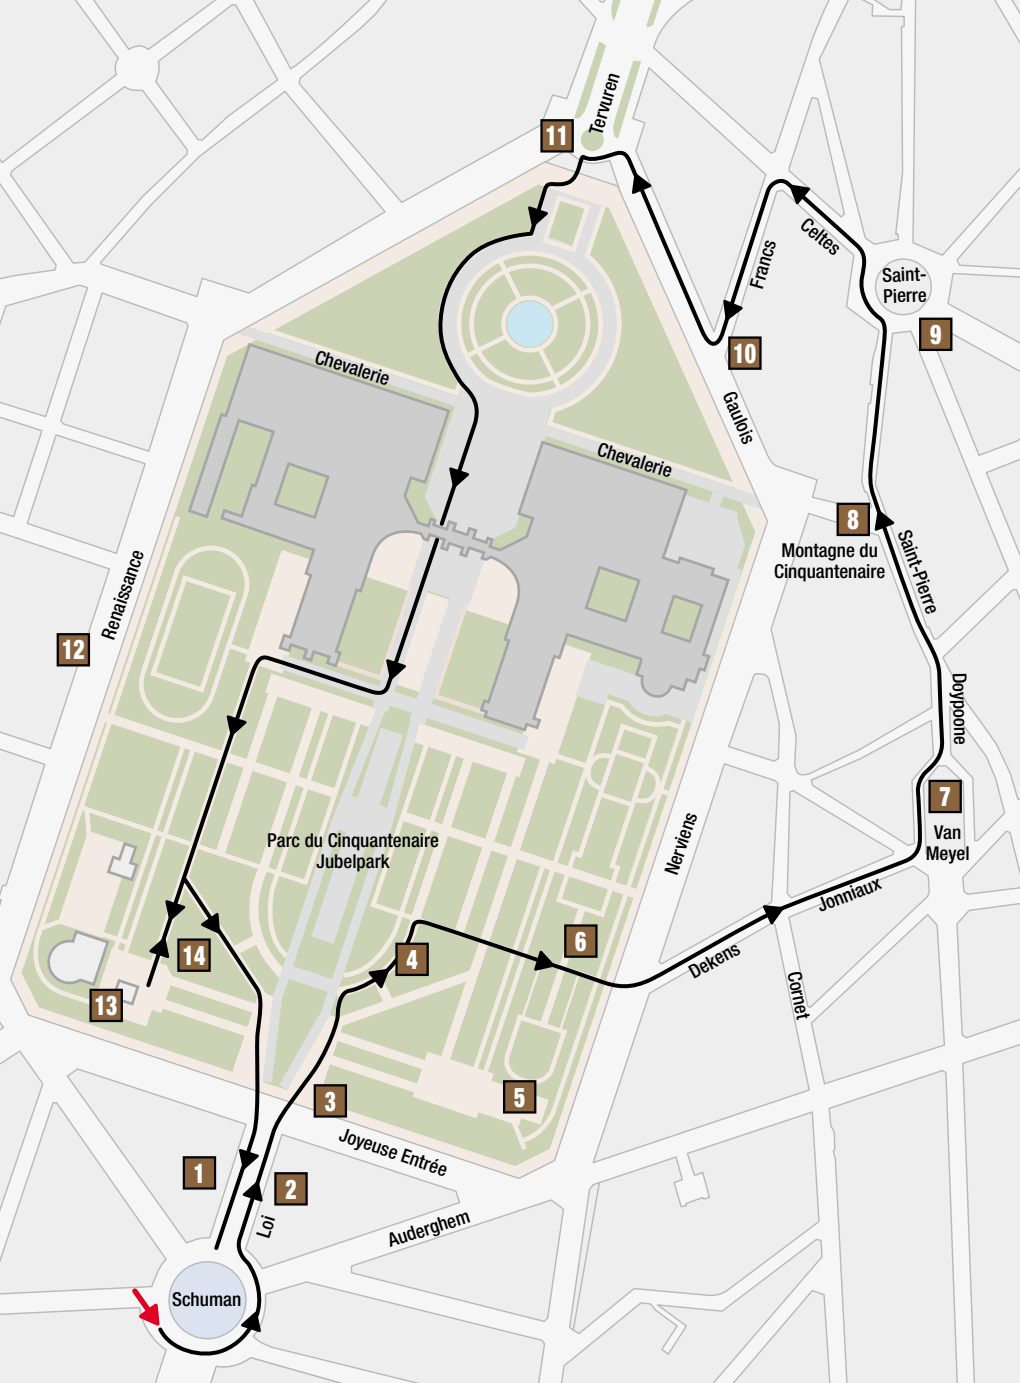 Tervuren
11
Celtes
Francs
Saint-
Pierre
9
10
Chevalerie
Gaulois
Chevalerie
8
Montagne du
Cinquantenaire
Saint-Pierre
Renaissance
12
Doypoone
7
Van
Meyel
Parc du Cinquantenaire
Jubelpark
Nerviens
Jonniaux
6
14
4
Dekens
Cornet
13
3
5
Joyeuse Entrée
1
2
Loi
Auderghem
Schuman